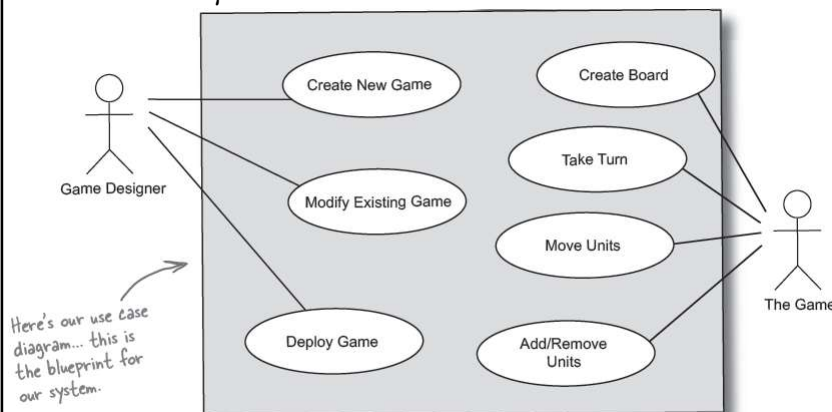 Create New Game
Create Board
Take Turn
Game Designer
Modify Existing Game
Move Units
The Game
Here's our use case
diagram... this is
the blueprint for
our system.
Deploy Game
Add/Remove
Units